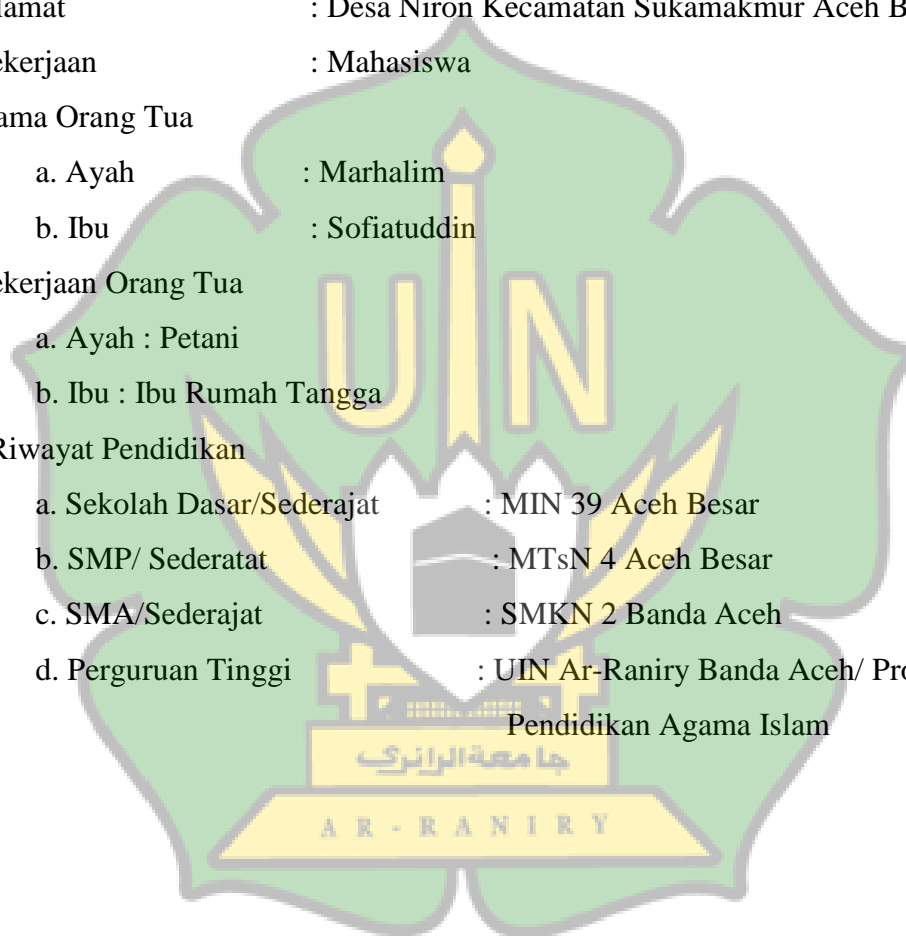 lamat : Desa Niron Kecamatan Sukamakmur Aceh B
ekerjaan : Mahasiswa
ama Orang Tua
a. Ayah : Marhalim
b. Ibu : Sofiatuddin
ekerjaan Orang Tua
a. Ayah : Petani
b. Ibu : Ibu Rumah Tangga
Riwayat Pendidikan
a. Sekolah Dasar/Sederajat : MIN 39 Aceh Besar
b. SMP/ Sederatat : MTsN 4 Aceh Besar
c. SMA/Sederajat : SMKN 2 Banda Aceh
d. Perguruan Tinggi : UIN Ar-Raniry Banda Aceh/ Pro
Pendidikan Agama Islam
UIN
جامعةالرانري
AR-RANIRY